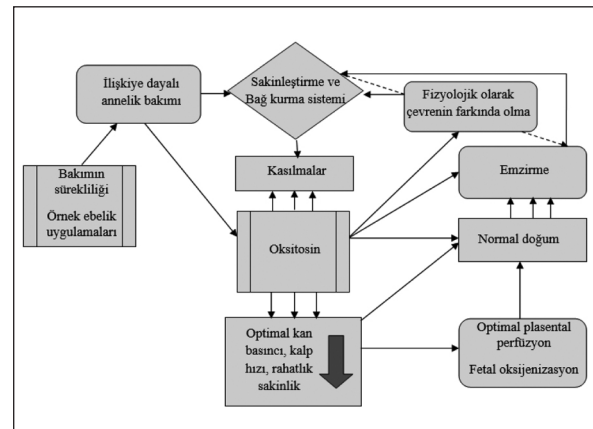 İlişkiye dayalı
annelik bakımı
Sakinleştirme ve
Bağ kurma sistemi
Fizyolojik olarak
çevrenin farkında olma
Bakımın
sürekliliği
Örnek ebelik
uygulamaları
Kasılmalar
Emzirme
Oksitosin
Normal doğum
Optimal kan
basıncı, kalp
hızı, rahatlık
sakinlik
Optimal plasental
perfüzyon
Fetal oksijenizasyon